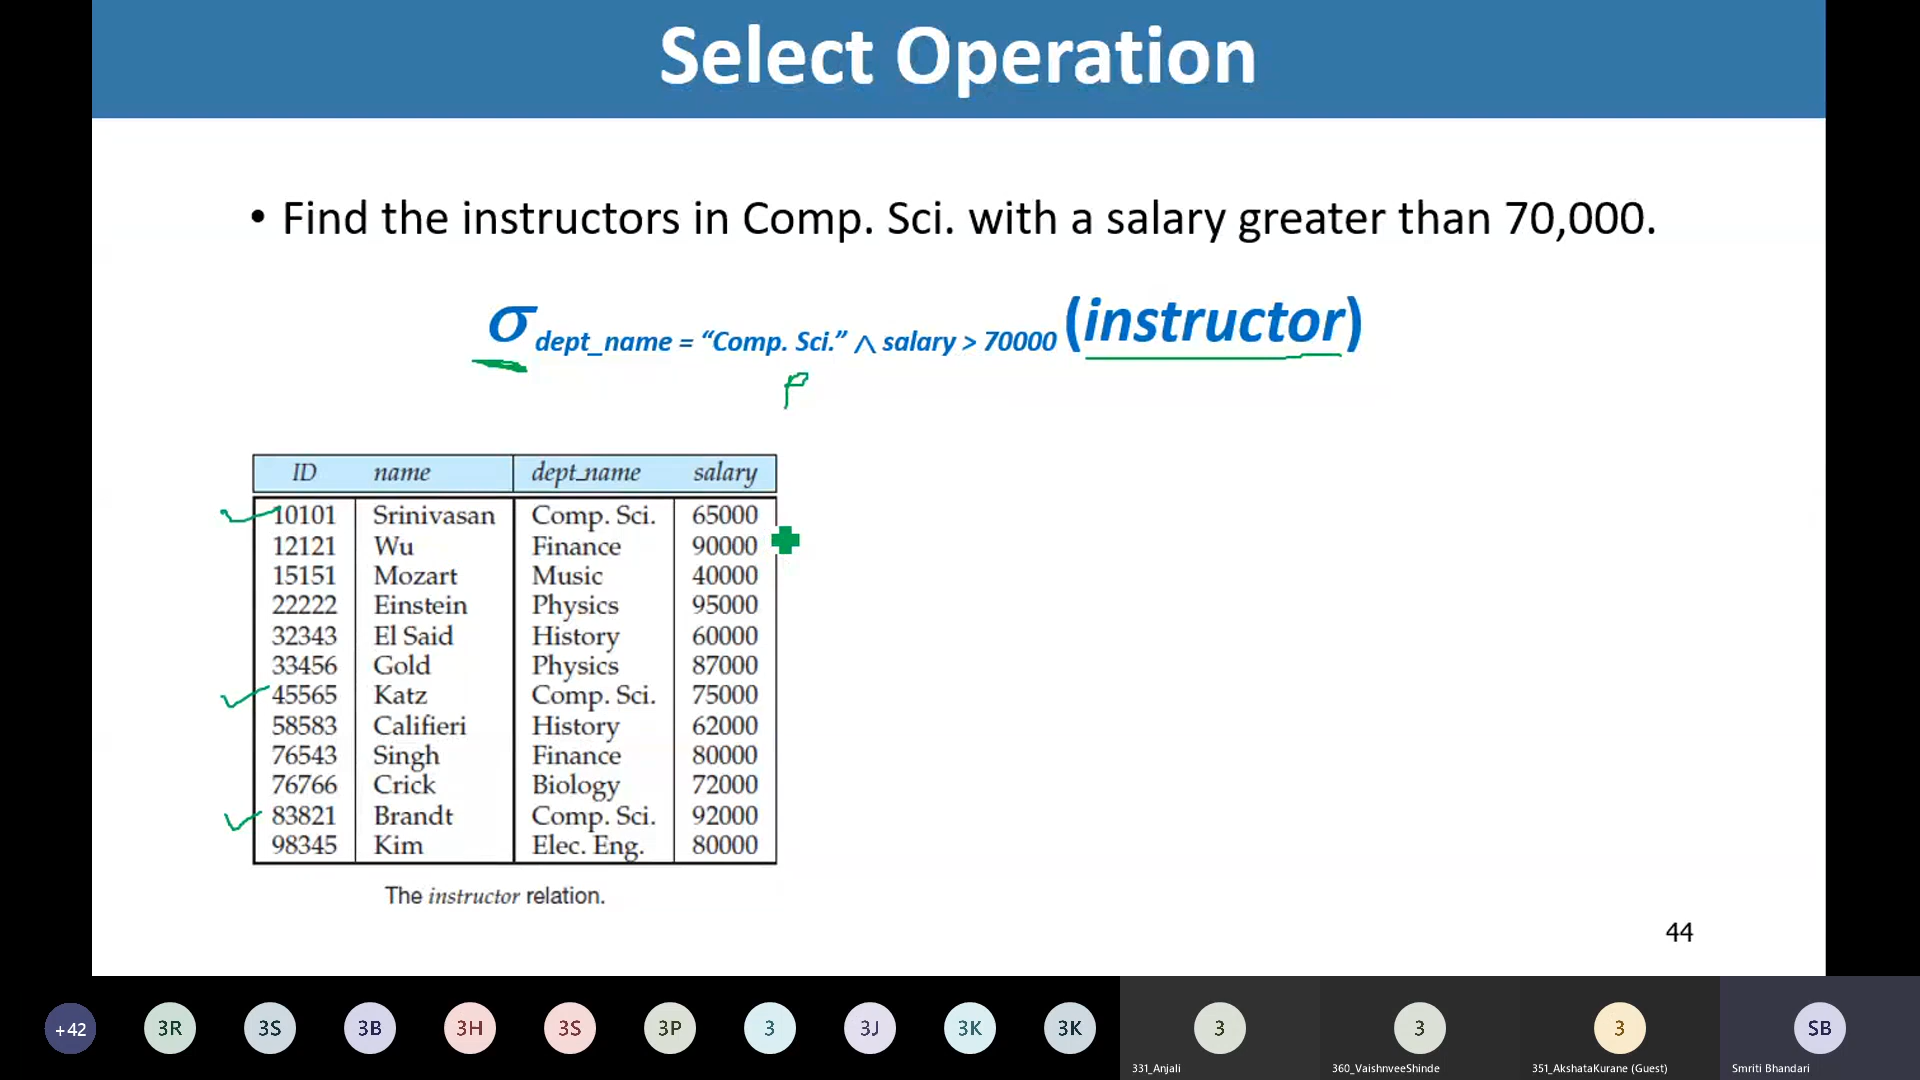 Select Operation
• Find the instructors in Comp. Sci. with a salary greater than 70,000.
σ dept_name = “Comp. Sci.” ∧ salary > 70000 (instructor)
P
ID name dept_name salary
10101 Srinivasan Comp. Sci. 65000
12121 Wu Finance 90000
15151 Mozart Music 40000
22222 Einstein Physics 95000
32343 El Said History 60000
33456 Gold Physics 87000
45565 Katz Comp. Sci. 75000
58583 Califieri History 62000
76543 Singh Finance 80000
76766 Crick Biology 72000
83821 Brandt Comp. Sci. 92000
98345 Kim Elec. Eng. 80000
The instructor relation.
44
+42 3R 3S 3B 3H 3S 3P 3 3J 3K 3K 3 3 3 SB
331_Anjali 360_VaishnveeShinde 351_AkshataKurane (Guest) Smriti Bhandari